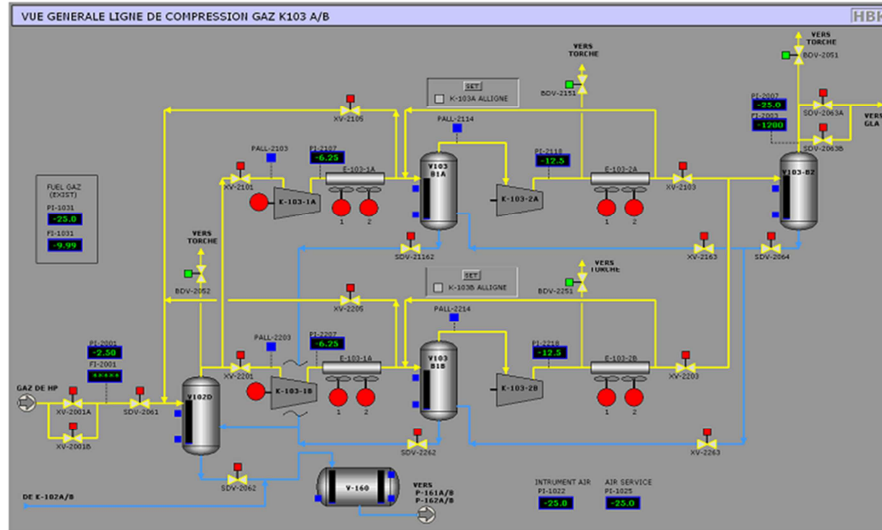 VUE GENERALE LIGNE DE COMPRESSION GAZ K103 A/B
HBK
VERS
TORCHE
BDV-2051
VERS
TORCHE
BDV-2151
SET
K-103A ALLIGNE
PI-2007
-25.0
PI-2003
-1200
SDV-2063A
SDV-2063B
VERS
GLA
XV-2105
PALL-2103
PI-2107
-6.25
E-103-1A
PALL-2114
V103
B1A
PI-2118
-12.5
E-103-2A
XV-2103
V103-B2
XV-2101
K-103-1A
1
2
K-103-2A
1
2
FUEL GAZ
(EXIST)
PI-1031
-25.0
FI-1031
-9.99
VERS
TORCHE
BDV-2052
SDV-21162
XV-2163
SDV-2064
SET
K-103B ALLIGNE
VERS
TORCHE
BDV-2251
XV-2205
PALL-2203
PI-2207
-6.25
E-103-1A
PALL-2214
V103
B1B
PI-2218
-12.5
E-103-2B
XV-2203
XV-2201
K-103-1B
1
2
K-103-2B
1
2
PI-2001
-2.50
FI-2001
*****
GAZ DE HP
XV-2001A
XV-2001B
SDV-2061
V102D
SDV-2262
XV-2263
SDV-2062
V-160
DE K-102A/B
VERS
P-161A/B
P-162A/B
INTRUMENT AIR
PI-1022
-25.0
AIR SERVICE
PI-1025
-25.0